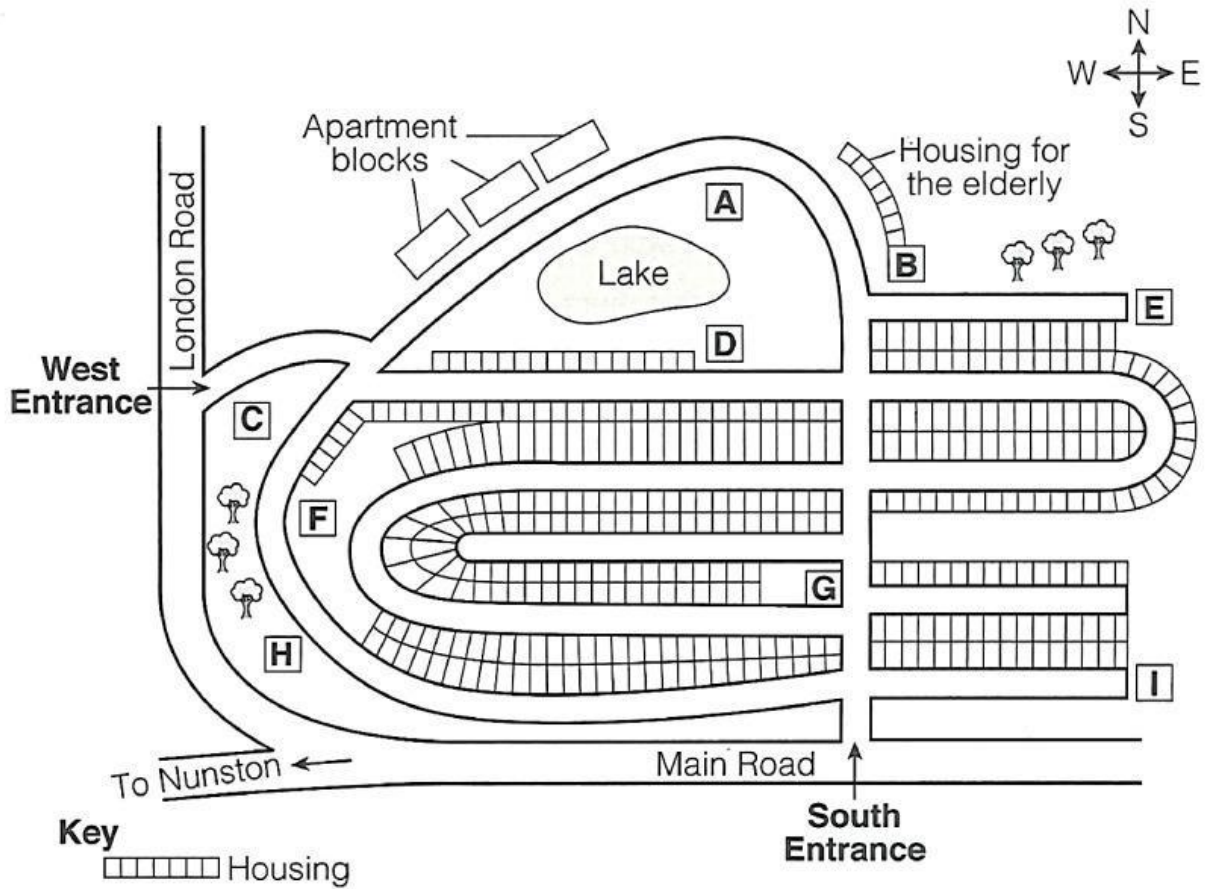 N
W E
S
Apartment
blocks
Housing for
the elderly
London Road
A
B
Lake
E
D
West
Entrance
C
F
G
H
I
Main Road
To Nunston
South
Entrance
Key
Housing